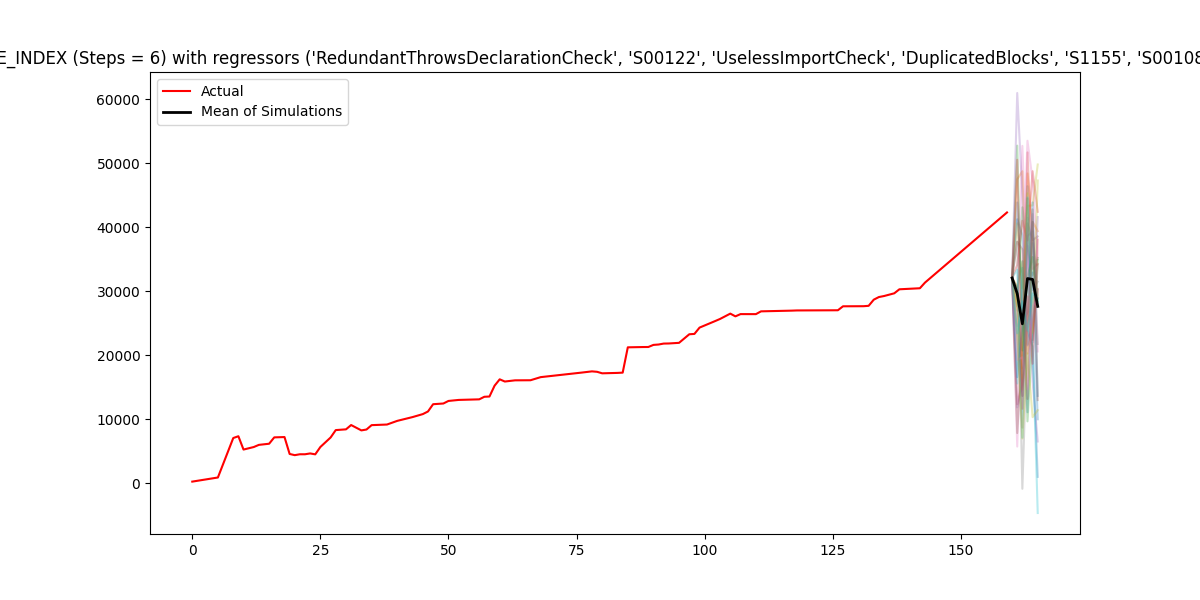 E_INDEX (Steps = 6) with regressors ('RedundantThrowsDeclarationCheck', 'S00122', 'UselessImportCheck', 'DuplicatedBlocks', 'S1155', 'S00108
Actual
Mean of Simulations
60000
50000
40000
30000
20000
10000
0
0 25 50 75 100 125 150